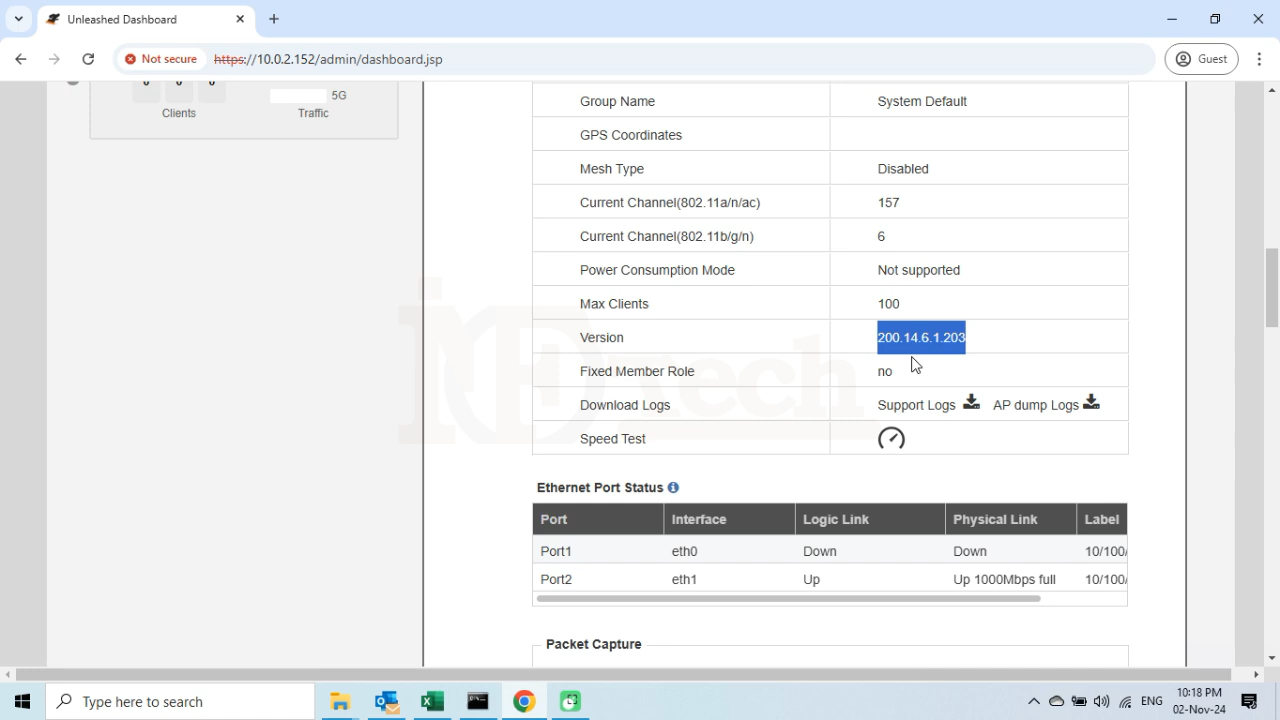 Unleashed Dashboard
Not secure https://10.0.2.152/admin/dashboard.jsp Guest
5G
Clients Traffic
Group Name System Default
GPS Coordinates
Mesh Type Disabled
Current Channel(802.11a/n/ac) 157
Current Channel(802.11b/g/n) 6
Power Consumption Mode Not supported
Max Clients 100
Version 200.14.6.1.203
Fixed Member Role no
Download Logs Support Logs AP dump Logs
Speed Test
Ethernet Port Status
Port Interface Logic Link Physical Link Label
Port1 eth0 Down Down 10/100/
Port2 eth1 Up Up 1000Mbps full 10/100/
Packet Capture
Type here to search ENG 10:18 PM
02-Nov-24